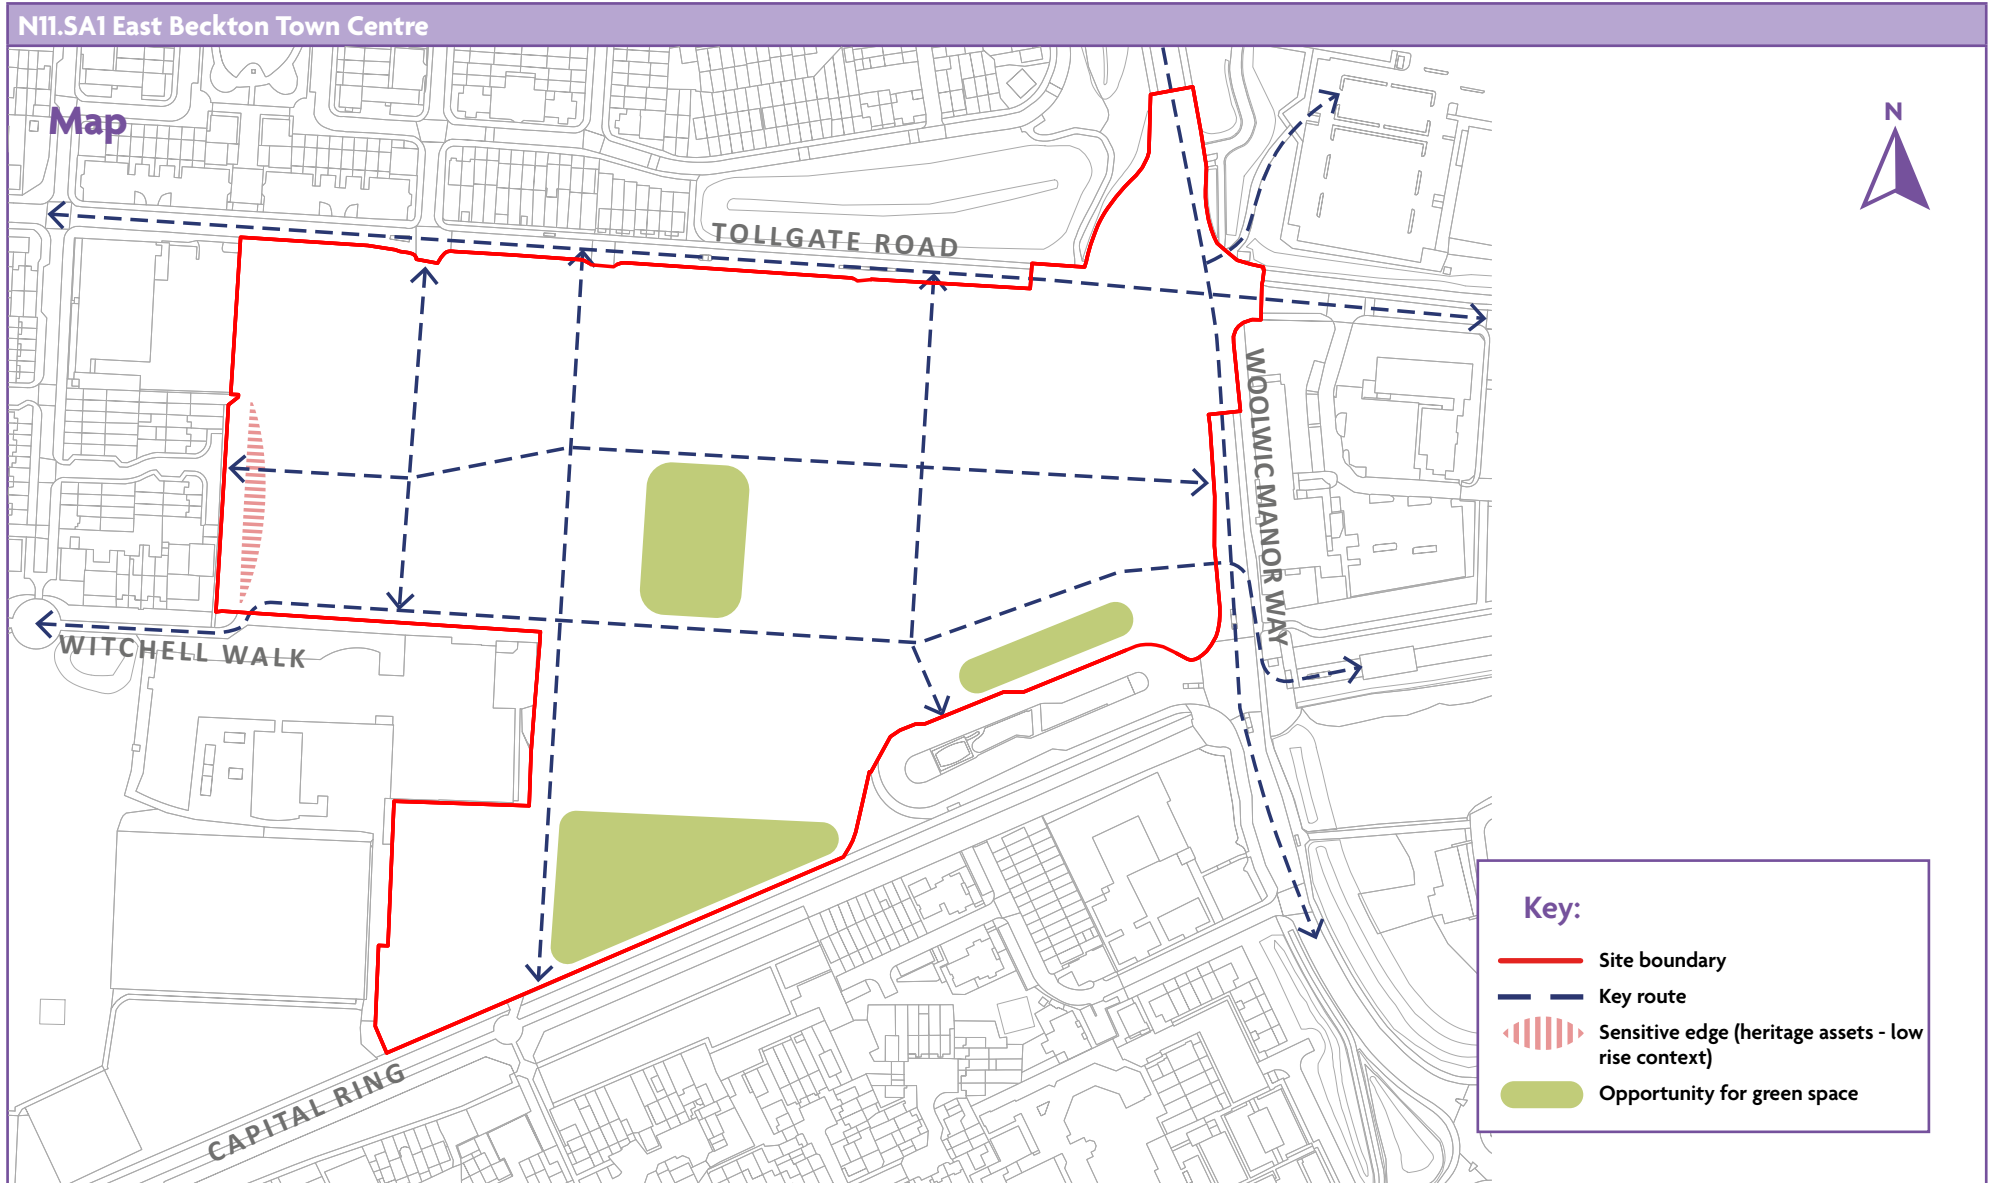 N11.SA1 East Beckton Town Centre
Map
N
TOLLGATE ROAD
WOOLWIC MANOR WAY
WITCHELL WALK
CAPITAL RING
Key:
Site boundary
Key route
Sensitive edge (heritage assets - low
rise context)
Opportunity for green space